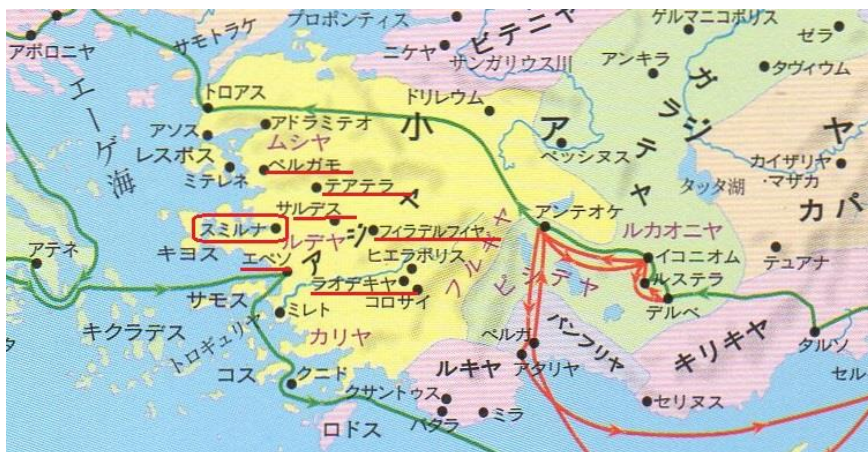 プロポンティス
ビテニヤ
ゲルマニコポリス
ゼラ
サモトラケ
アポロニヤ
ニケヤ
サンガリウス川
アンキラ
タヴィウム
ガラテヤ
エーゲ海
トロアス
ドリレウム
アソス
アドラミテオ
小アジヤ
ムシヤ
レスボス
ペルガモ
ペッシヌス
カイザリヤ
・マザカ
ミテレネ
テアテラ
タッタ湖
カパ
サルデス
アンテオケ
ルカオニヤ
スミルナ
ルデヤ
アジヤ
フィラデルフィヤ
フルギヤ
アテネ
キヨス
エペソ
ヒエラポリス
イコニオム
テュアナ
ラオデキヤ
ピシデヤ
ルステラ
サモス
コロサイ
デルベ
キクラデス
ミレト
トロギュリヤ
カリヤ
ペルガ
パンフリヤ
キリキヤ
タルソ
アタリヤ
ルキヤ
コス
クニド
クサントゥス
セル
パタラ
ミラ
セリヌス
ロドス